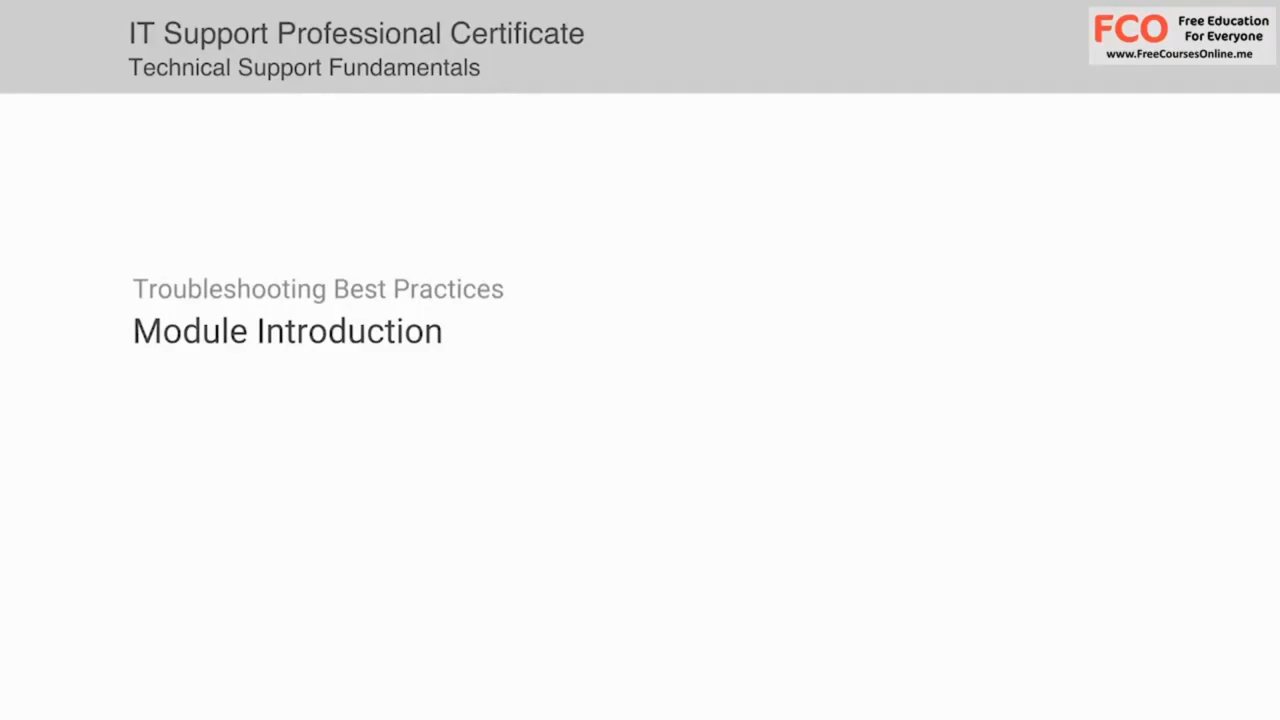 IT Support Professional Certificate
Technical Support Fundamentals
FCO
Free Education
For Everyone
www.FreeCoursesOnline.me
Troubleshooting Best Practices
Module Introduction